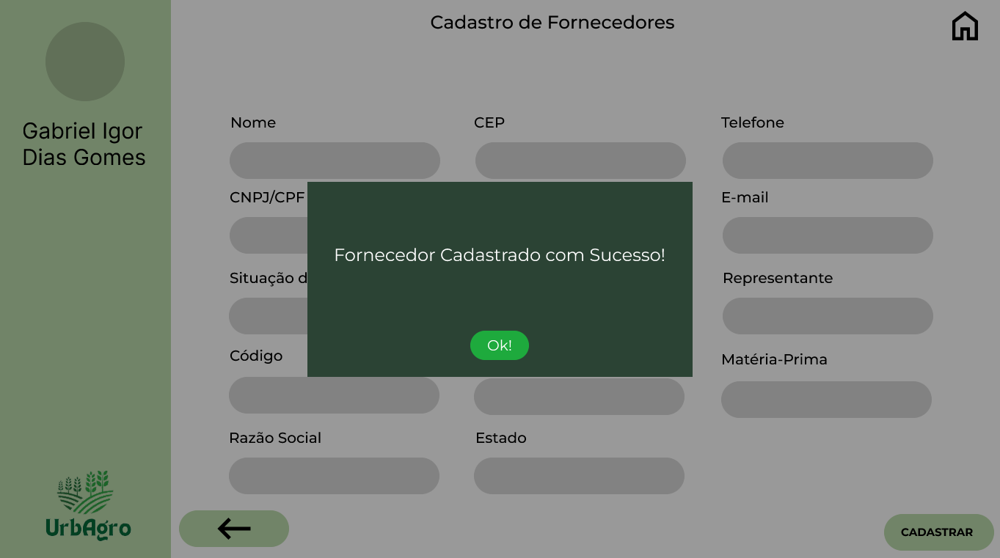 Cadastro de Fornecedores
Gabriel Igor
Dias Gomes
Nome
CEP
Telefone
CNPJ/CPF
E-mail
Fornecedor Cadastrado com Sucesso!
Situação d
Representante
Ok!
Código
Matéria-Prima
Razão Social
Estado
UrbAgro
CADASTRAR